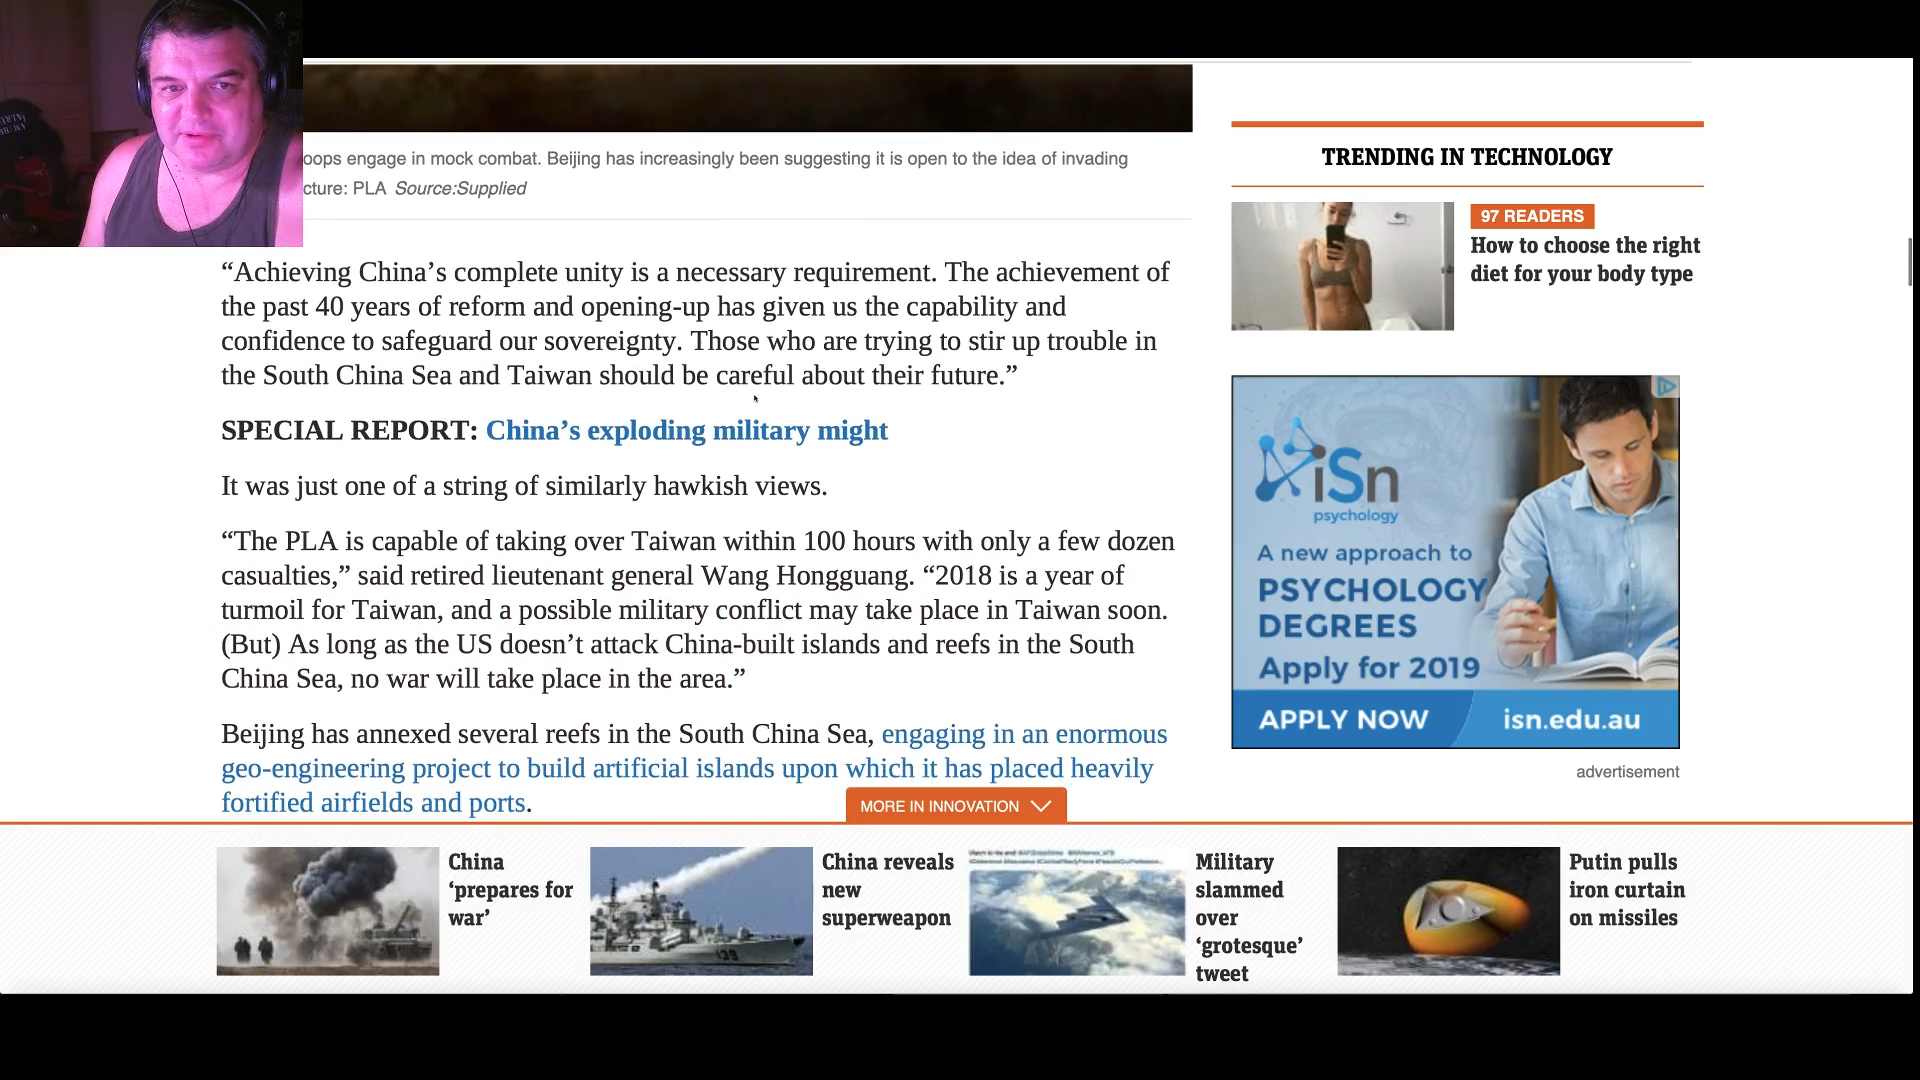 oops engage in mock combat. Beijing has increasingly been suggesting it is open to the idea of invading
cture: PLA Source:Supplied
“Achieving China’s complete unity is a necessary requirement. The achievement of
the past 40 years of reform and opening-up has given us the capability and
confidence to safeguard our sovereignty. Those who are trying to stir up trouble in
the South China Sea and Taiwan should be careful about their future.”
SPECIAL REPORT: China’s exploding military might
It was just one of a string of similarly hawkish views.
“The PLA is capable of taking over Taiwan within 100 hours with only a few dozen
casualties,” said retired lieutenant general Wang Hongguang. “2018 is a year of
turmoil for Taiwan, and a possible military conflict may take place in Taiwan soon.
(But) As long as the US doesn’t attack China-built islands and reefs in the South
China Sea, no war will take place in the area.”
Beijing has annexed several reefs in the South China Sea, engaging in an enormous
geo-engineering project to build artificial islands upon which it has placed heavily
fortified airfields and ports.
TRENDING IN TECHNOLOGY
97 READERS
How to choose the right
diet for your body type
iSn
psychology
A new approach to
PSYCHOLOGY
DEGREES
Apply for 2019
APPLY NOW
isn.edu.au
advertisement
MORE IN INNOVATION
China
‘prepares for
war’
139
China reveals
new
superweapon
Military
slammed
over
‘grotesque’
tweet
Putin pulls
iron curtain
on missiles